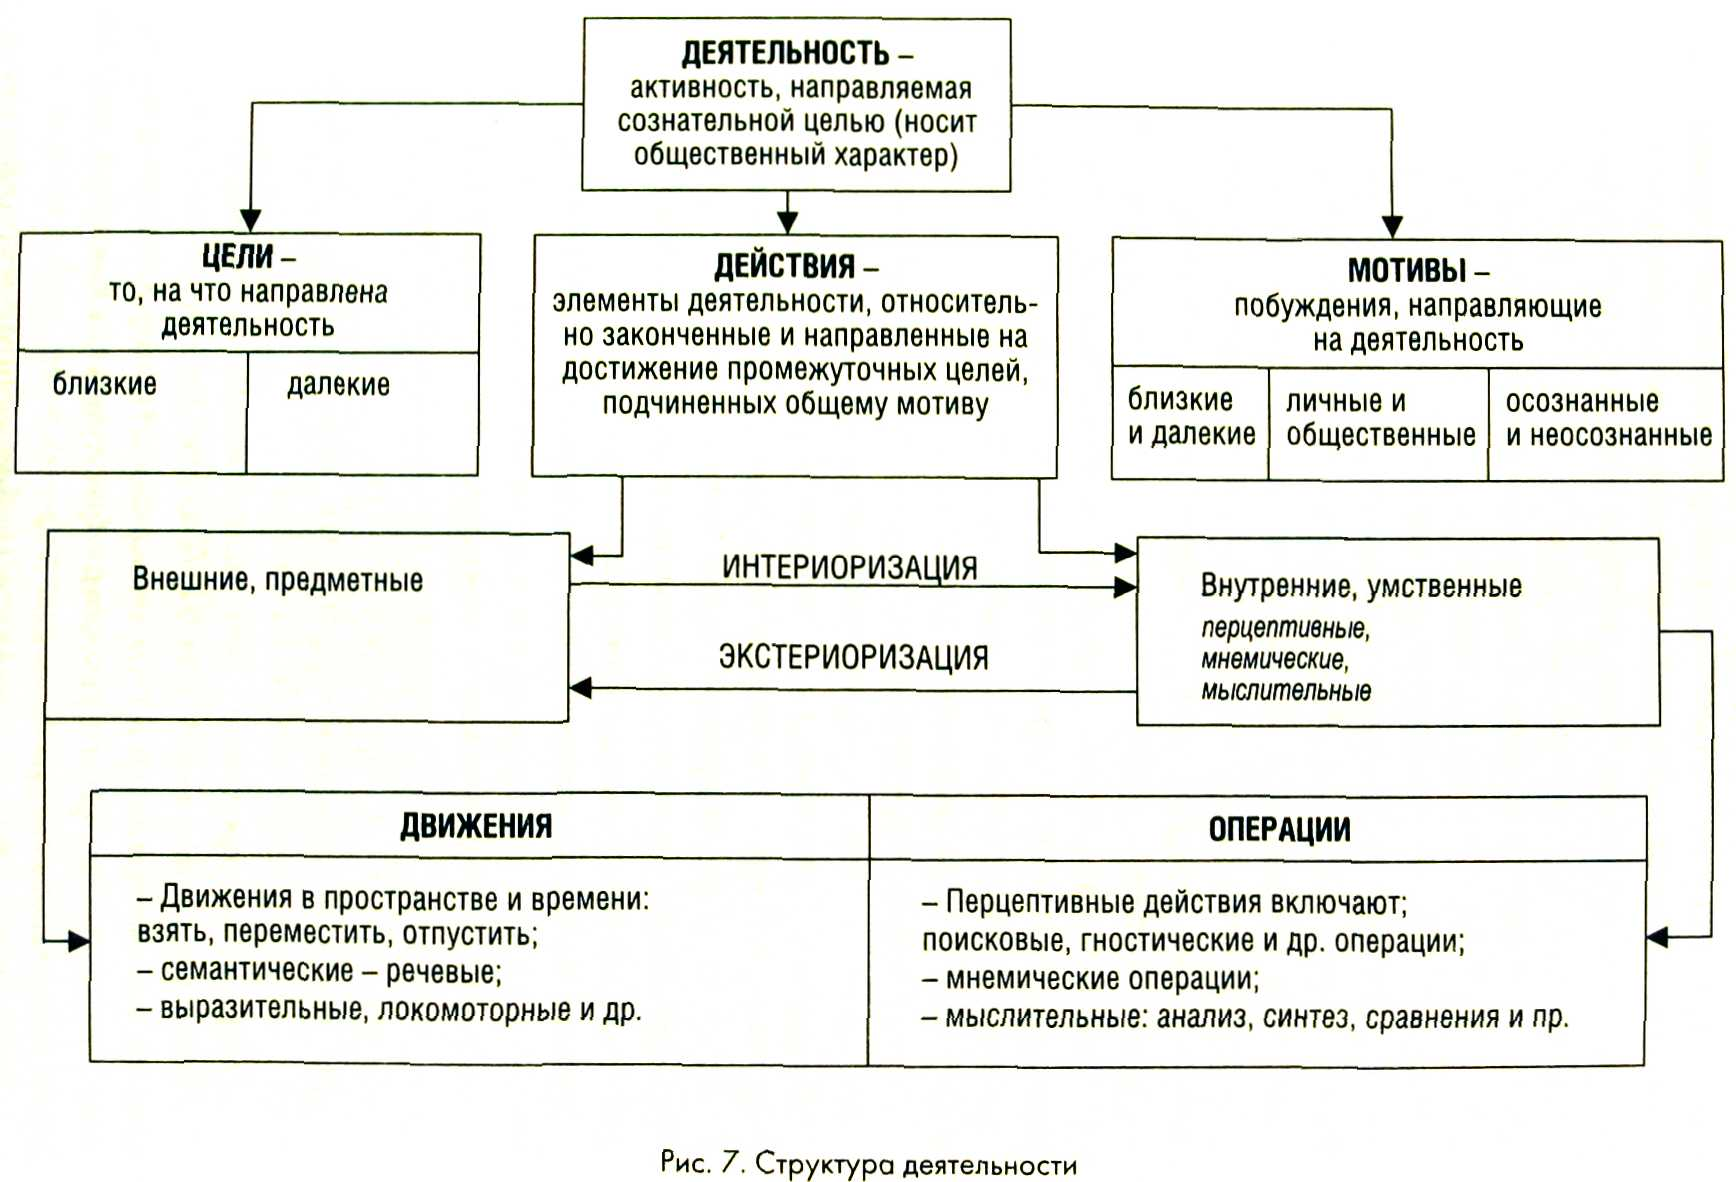 ДЕЯТЕЛЬНОСТЬ –
активность, направляемая
сознательной целью (носит
общественный характер)
ЦЕЛИ –
то, на что направлена
деятельность
близкие
далекие
ДЕЙСТВИЯ –
элементы деятельности, относитель-
но законченные и направленные на
достижение промежуточных целей,
подчиненных общему мотиву
МОТИВЫ –
побуждения, направляющие
на деятельность
близкие
и далекие
личные и
общественные
осознанные
и неосознанные
Внешние, предметные
ИНТЕРИОРИЗАЦИЯ
ЭКСТЕРИОРИЗАЦИЯ
Внутренние, умственные
перцептивные,
мнемические,
мыслительные
ДВИЖЕНИЯ
– Движения в пространстве и времени:
взять, переместить, отпустить;
– семантические – речевые;
– выразительные, локомоторные и др.
ОПЕРАЦИИ
– Перцептивные действия включают;
поисковые, гностические и др. операции;
– мнемические операции;
– мыслительные: анализ, синтез, сравнения и пр.
Рис. 7. Структура деятельности